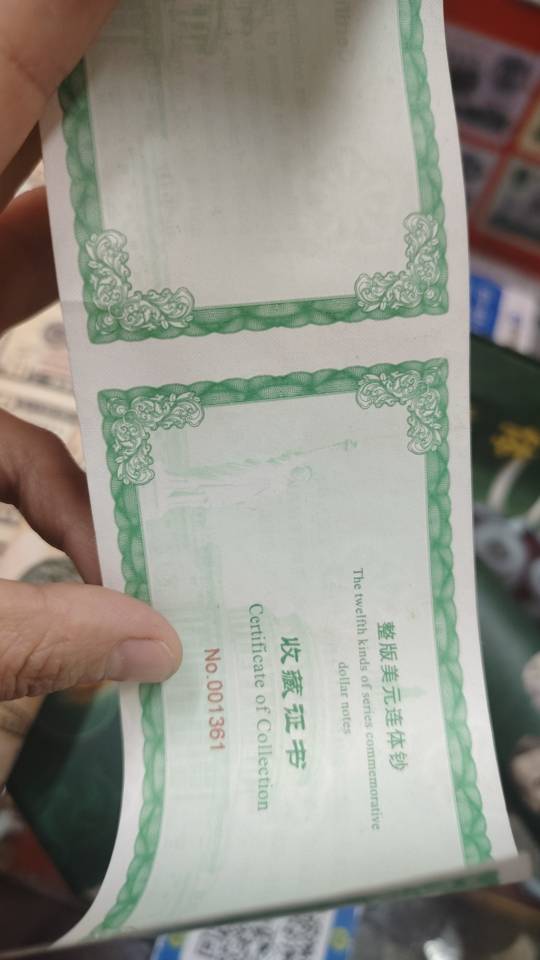 整版美元连体钞
The twelfth kinds of series commemorative
dollar notes
收藏证书
Certificate of Collection
No.001361